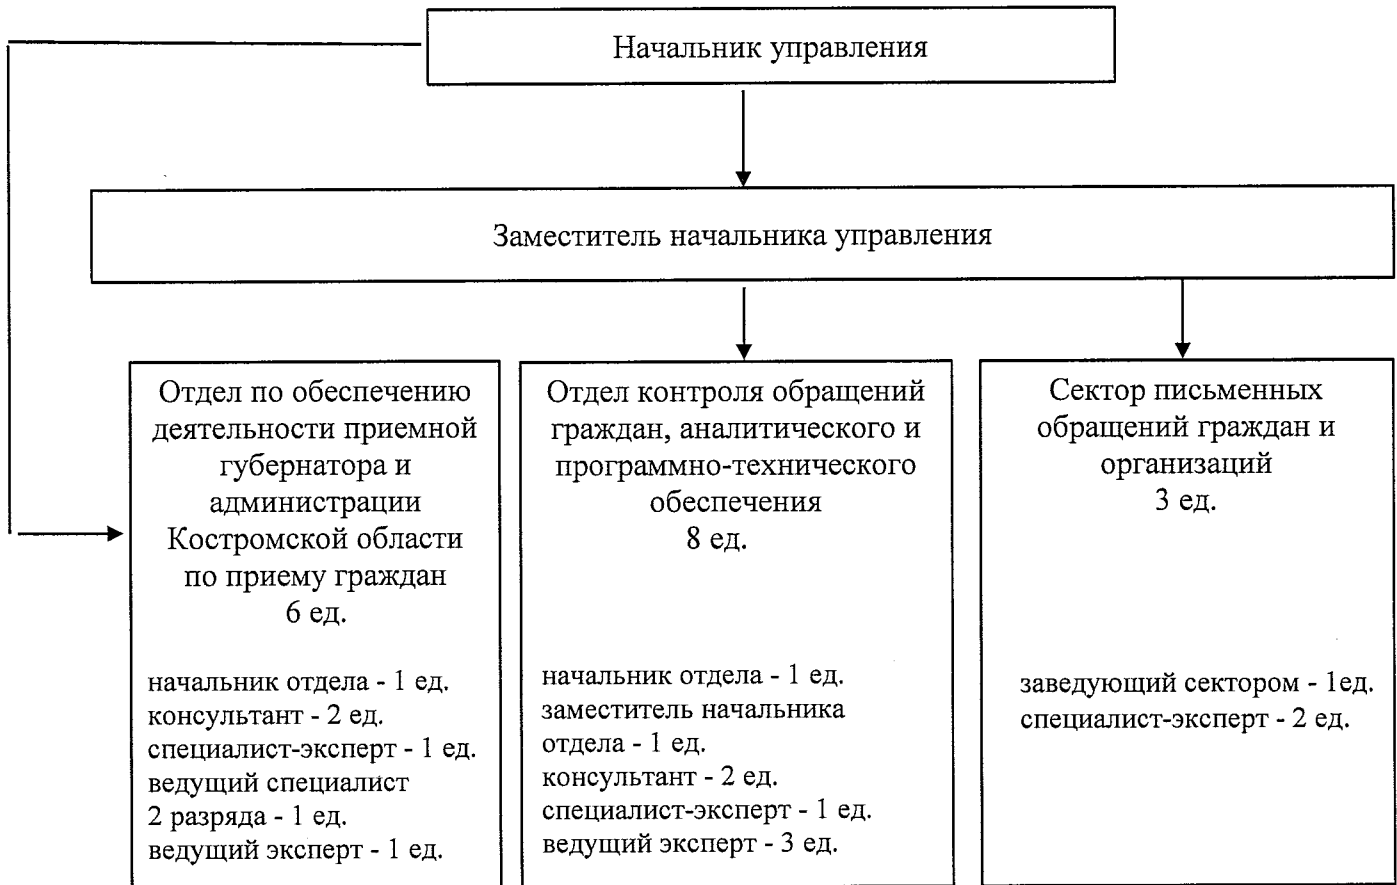 Начальник управления
Заместитель начальника управления
Отдел по обеспечению
деятельности приемной
губернатора и
администрации
Костромской области
по приему граждан
6 ед.
начальник отдела - 1 ед.
консультант - 2 ед.
специалист-эксперт - 1 ед.
ведущий специалист
2 разряда - 1 ед.
ведущий эксперт - 1 ед.
Отдел контроля обращений
граждан, аналитического и
программно-технического
обеспечения
8 ед.
начальник отдела - 1 ед.
заместитель начальника
отдела - 1 ед.
консультант - 2 ед.
специалист-эксперт - 1 ед.
ведущий эксперт - 3 ед.
Сектор письменных
обращений граждан и
организаций
3 ед.
заведующий сектором - 1ед.
специалист-эксперт - 2 ед.